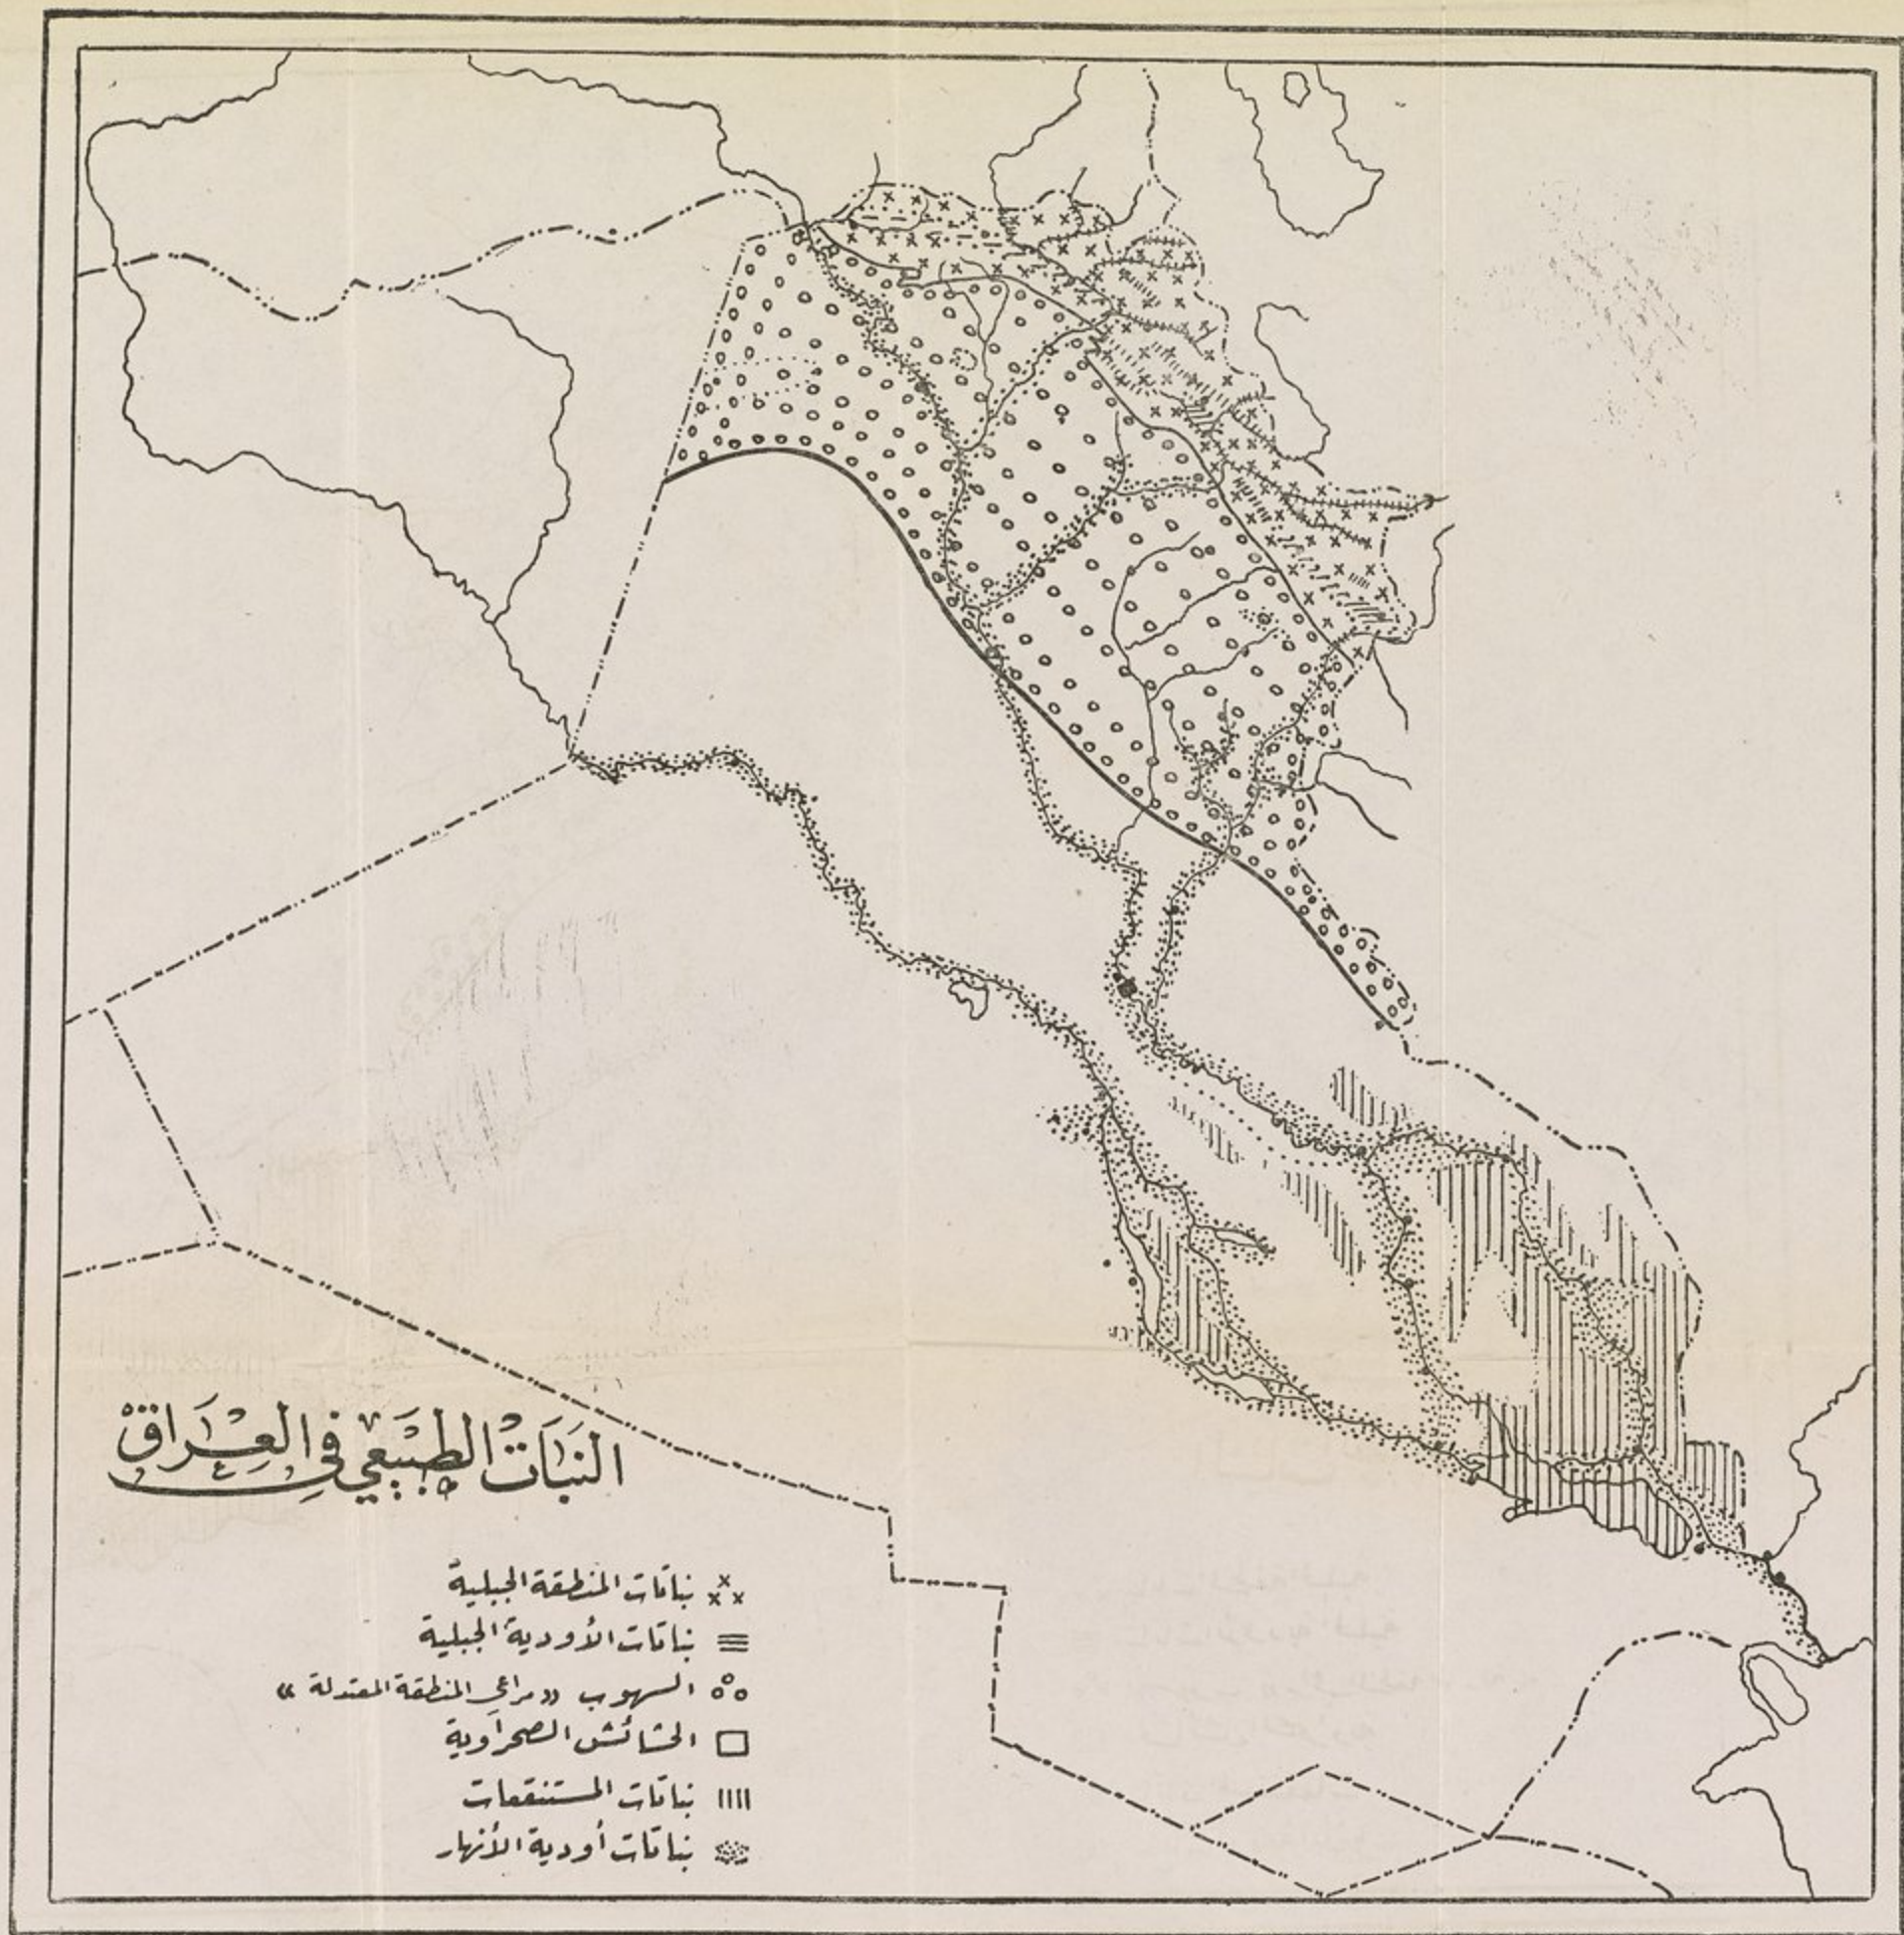 النبات الطبيعي في العراق
نباتات المنطقة الجبلية
نباتات الأودية الجبلية
السهوب «مراعي المنطقة المعتدلة»
الحشائش الصحراوية
نباتات المستنقعات
نباتات أودية الأنهار